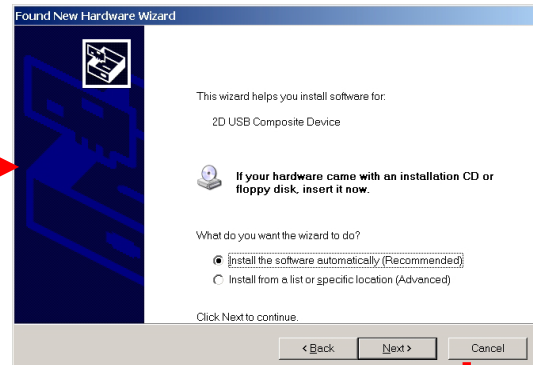 Found New Hardware Wizard
This wizard helps you install software for:
2D USB Composite Device
If your hardware came with an installation CD or
floppy disk, insert it now.
What do you want the wizard to do?
Install the software automatically (Recommended)
Install from a list or specific location (Advanced)
Click Next to continue.
< Back Next > Cancel